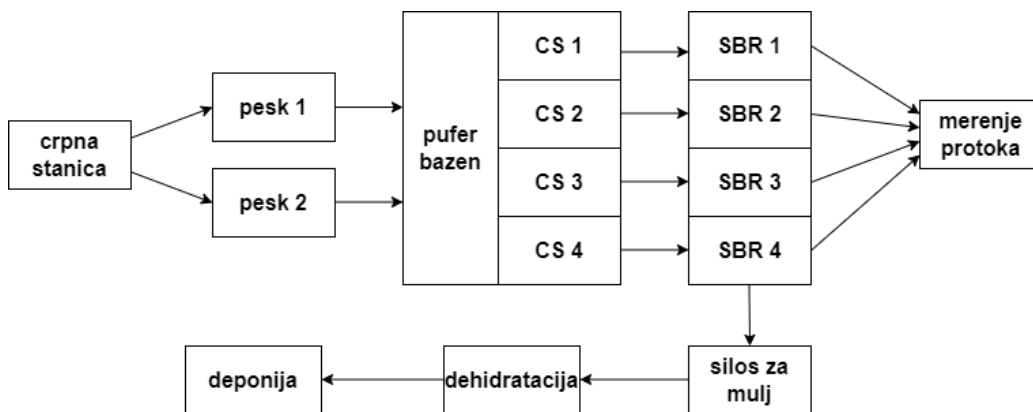 crpna
stanica
pesk 1
pesk 2
pufer
bazen
CS 1
CS 2
CS 3
CS 4
SBR 1
SBR 2
SBR 3
SBR 4
merenje
protoka
silos za
mulj
dehidratacija
deponija